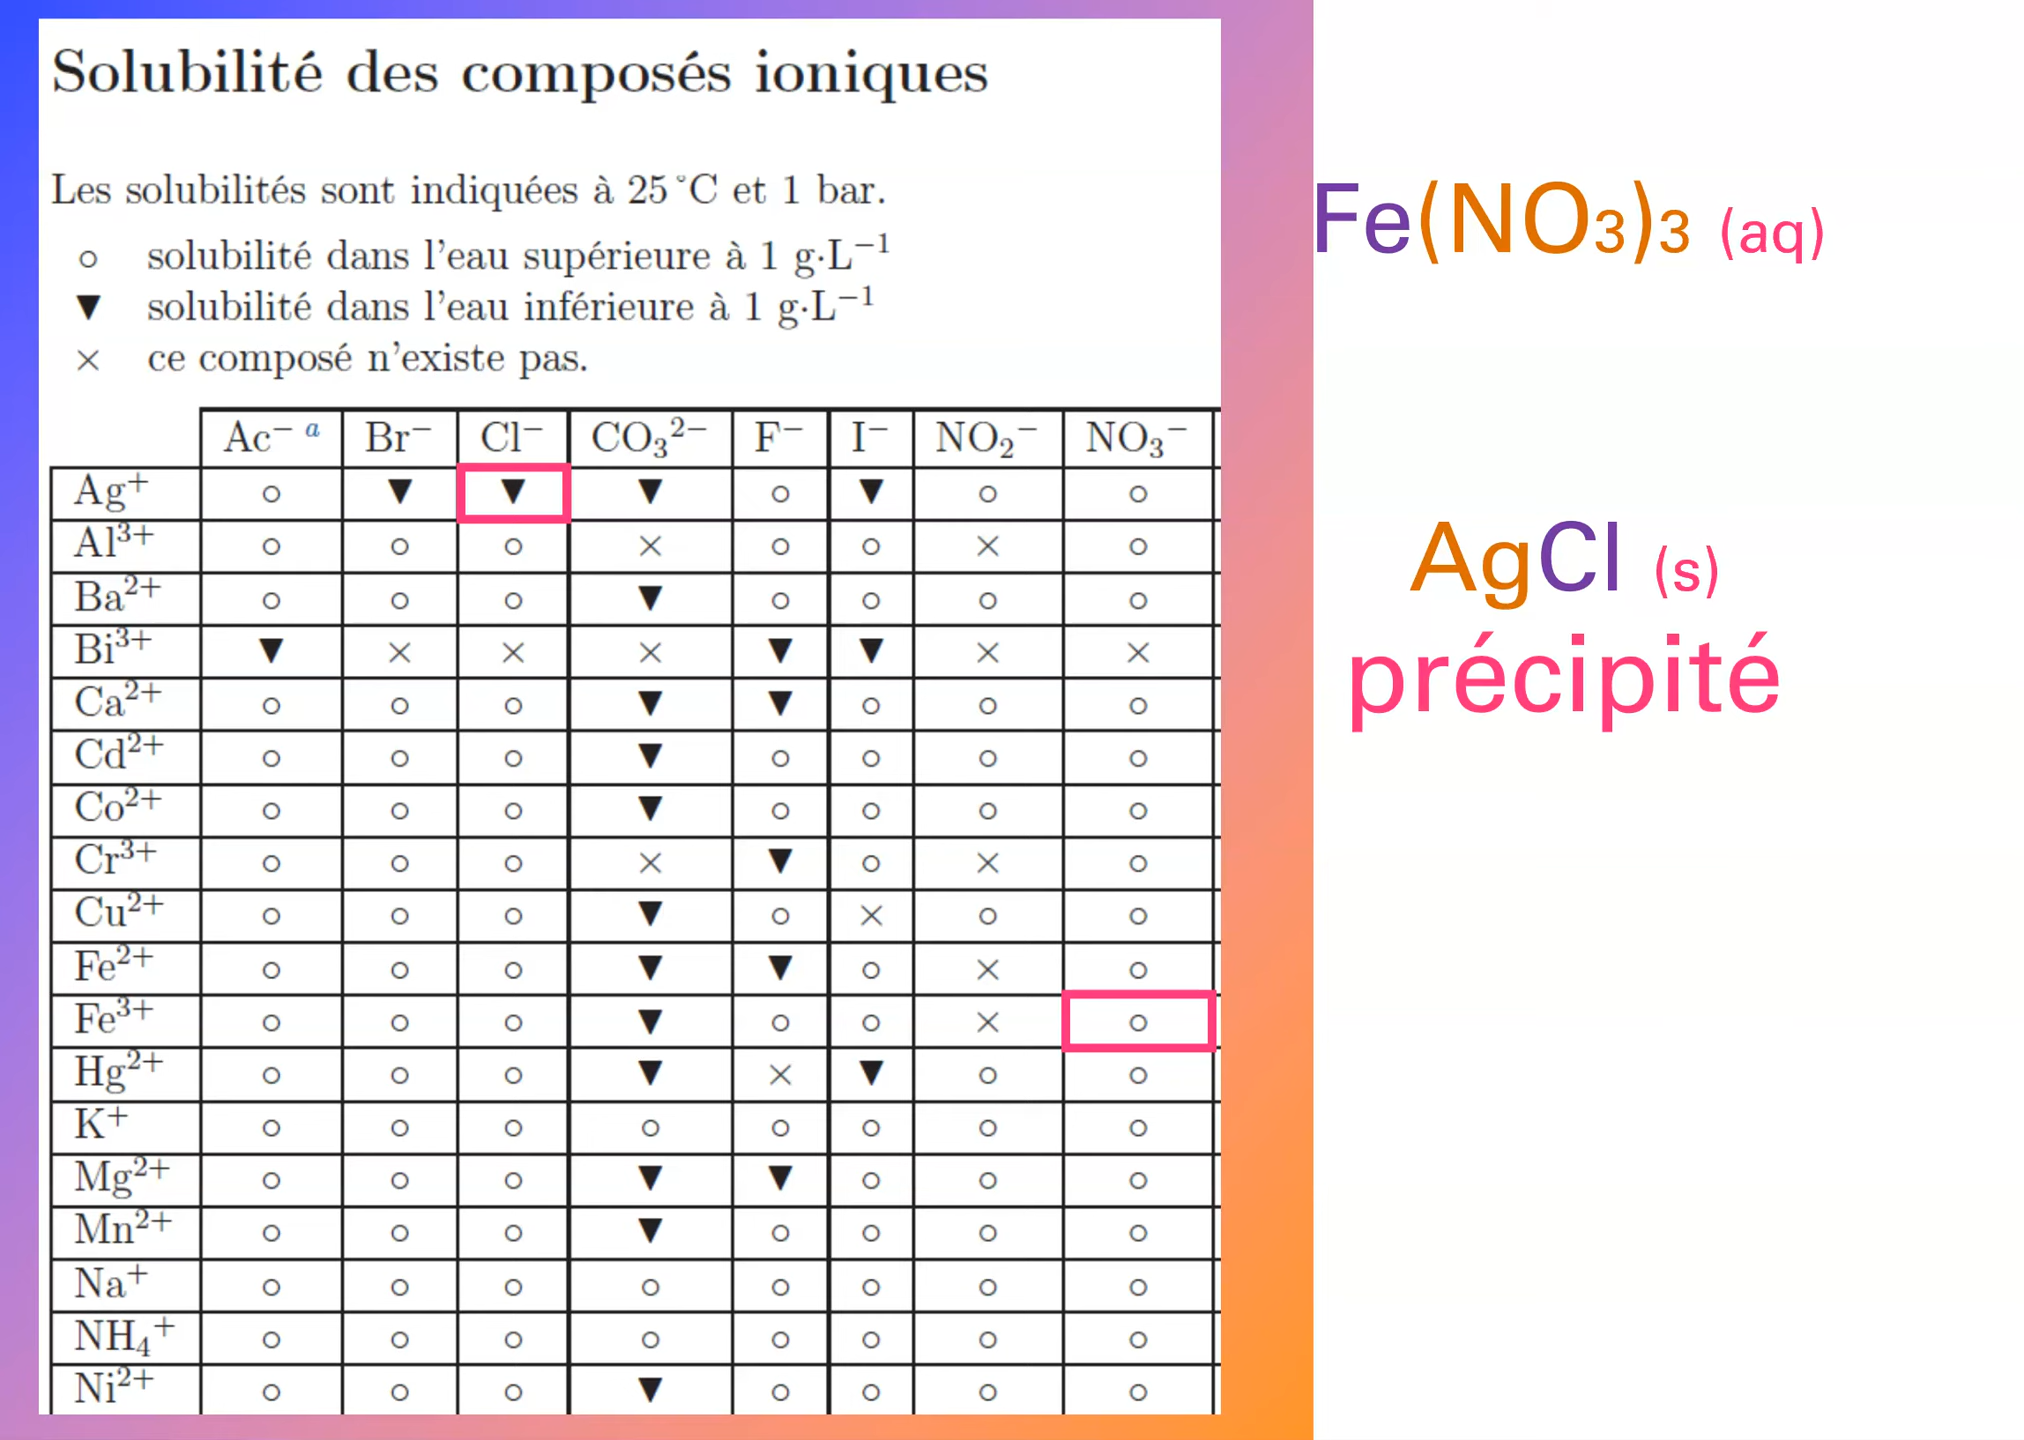 Solubilité des composés ioniques
Les solubilités sont indiquées à 25 °C et 1 bar.
○ solubilité dans l'eau supérieure à 1 g·L⁻¹
▼ solubilité dans l'eau inférieure à 1 g·L⁻¹
× ce composé n'existe pas.
Ac⁻ ᵃ Br⁻ Cl⁻ CO₃²⁻ F⁻ I⁻ NO₂⁻ NO₃⁻
Ag⁺ ○ ▼ ▼ ▼ ○ ▼ ○ ○
Al³⁺ ○ ○ ○ × ○ ○ × ○
Ba²⁺ ○ ○ ○ ▼ ○ ○ ○ ○
Bi³⁺ ▼ × × × ▼ ▼ × ×
Ca²⁺ ○ ○ ○ ▼ ▼ ○ ○ ○
Cd²⁺ ○ ○ ○ ▼ ○ ○ ○ ○
Co²⁺ ○ ○ ○ ▼ ○ ○ ○ ○
Cr³⁺ ○ ○ ○ × ▼ ○ × ○
Cu²⁺ ○ ○ ○ ▼ ○ × ○ ○
Fe²⁺ ○ ○ ○ ▼ ▼ ○ × ○
Fe³⁺ ○ ○ ○ ▼ ○ ○ × ○
Hg²⁺ ○ ○ ○ ▼ × ▼ ○ ○
K⁺ ○ ○ ○ ○ ○ ○ ○ ○
Mg²⁺ ○ ○ ○ ▼ ▼ ○ ○ ○
Mn²⁺ ○ ○ ○ ▼ ○ ○ ○ ○
Na⁺ ○ ○ ○ ○ ○ ○ ○ ○
NH₄⁺ ○ ○ ○ ○ ○ ○ ○ ○
Ni²⁺ ○ ○ ○ ▼ ○ ○ ○ ○
Fe(NO₃)₃ (aq)
AgCl (s)
précipité